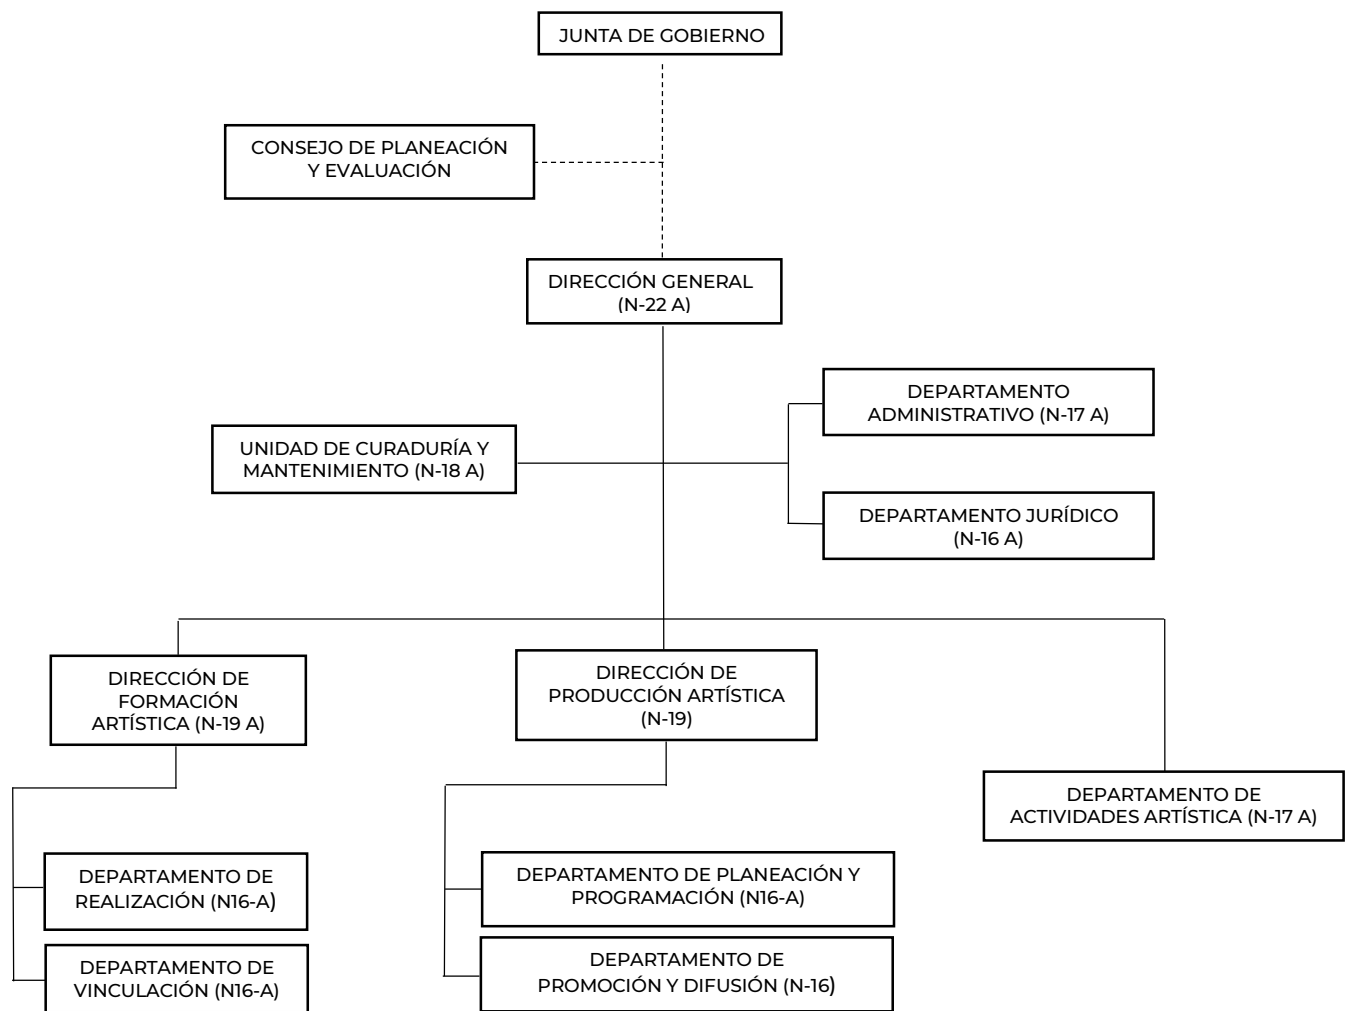 JUNTA DE GOBIERNO
CONSEJO DE PLANEACIÓN
Y EVALUACIÓN
DIRECCIÓN GENERAL
(N-22 A)
DEPARTAMENTO
ADMINISTRATIVO (N-17 A)
UNIDAD DE CURADURÍA Y
MANTENIMIENTO (N-18 A)
DEPARTAMENTO JURÍDICO
(N-16 A)
DIRECCIÓN DE
FORMACIÓN
ARTÍSTICA (N-19 A)
DIRECCIÓN DE
PRODUCCIÓN ARTÍSTICA
(N-19)
DEPARTAMENTO DE
ACTIVIDADES ARTÍSTICA (N-17 A)
DEPARTAMENTO DE
REALIZACIÓN (N16-A)
DEPARTAMENTO DE PLANEACIÓN Y
PROGRAMACIÓN (N16-A)
DEPARTAMENTO DE
VINCULACIÓN (N16-A)
DEPARTAMENTO DE
PROMOCIÓN Y DIFUSIÓN (N-16)